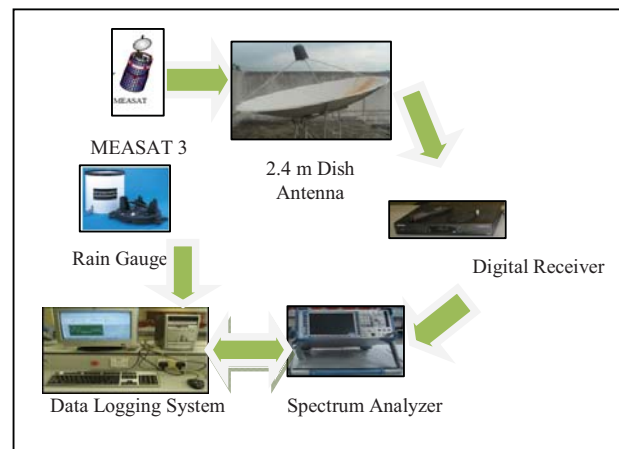 MEASAT
MEASAT 3
2.4 m Dish
Antenna
Rain Gauge
Digital Receiver
Data Logging System
Spectrum Analyzer